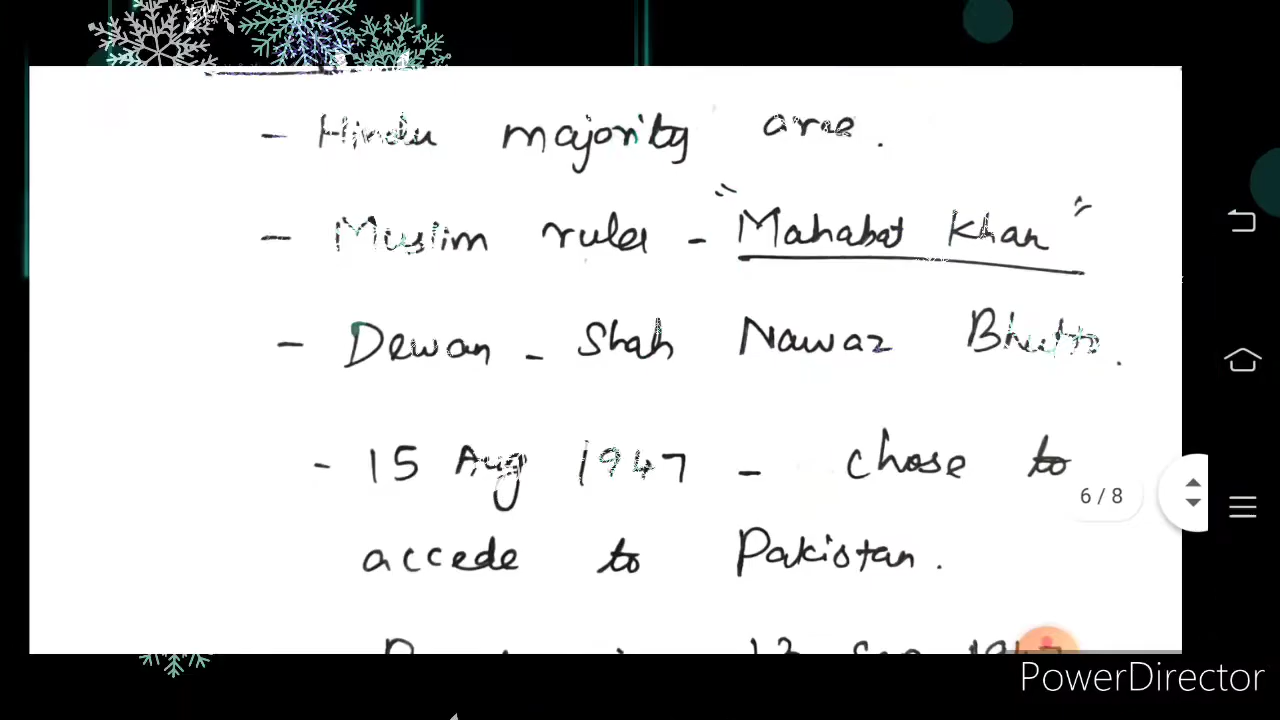 - Hindu majority area.
- Muslim ruler - "Mahabat Khan"
- Dewan - Shah Nawaz Bhutto.
- 15 Aug 1947 - chose to
accede to Pakistan.
6 / 8
PowerDirector